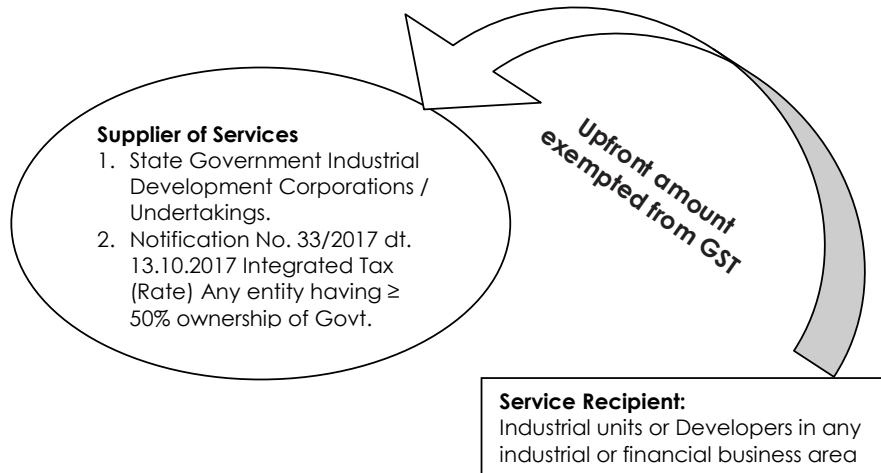 Supplier of Services
1. State Government Industrial
Development Corporations /
Undertakings.
2. Notification No. 33/2017 dt.
13.10.2017 Integrated Tax
(Rate) Any entity having ≥
50% ownership of Govt.
Upfront amount
exempted from GST
Service Recipient:
Industrial units or Developers in any
industrial or financial business area